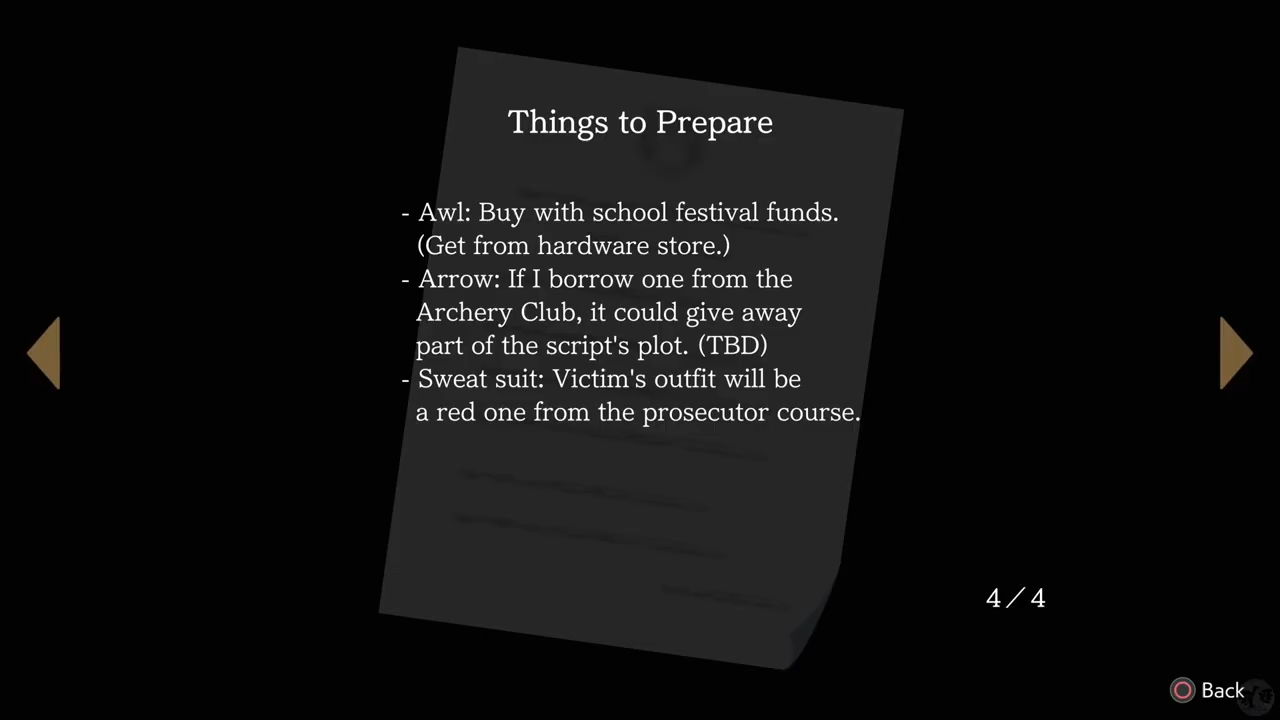 Things to Prepare
- Awl: Buy with school festival funds.
(Get from hardware store.)
- Arrow: If I borrow one from the
Archery Club, it could give away
part of the script's plot. (TBD)
- Sweat suit: Victim's outfit will be
a red one from the prosecutor course.
4／4
Back